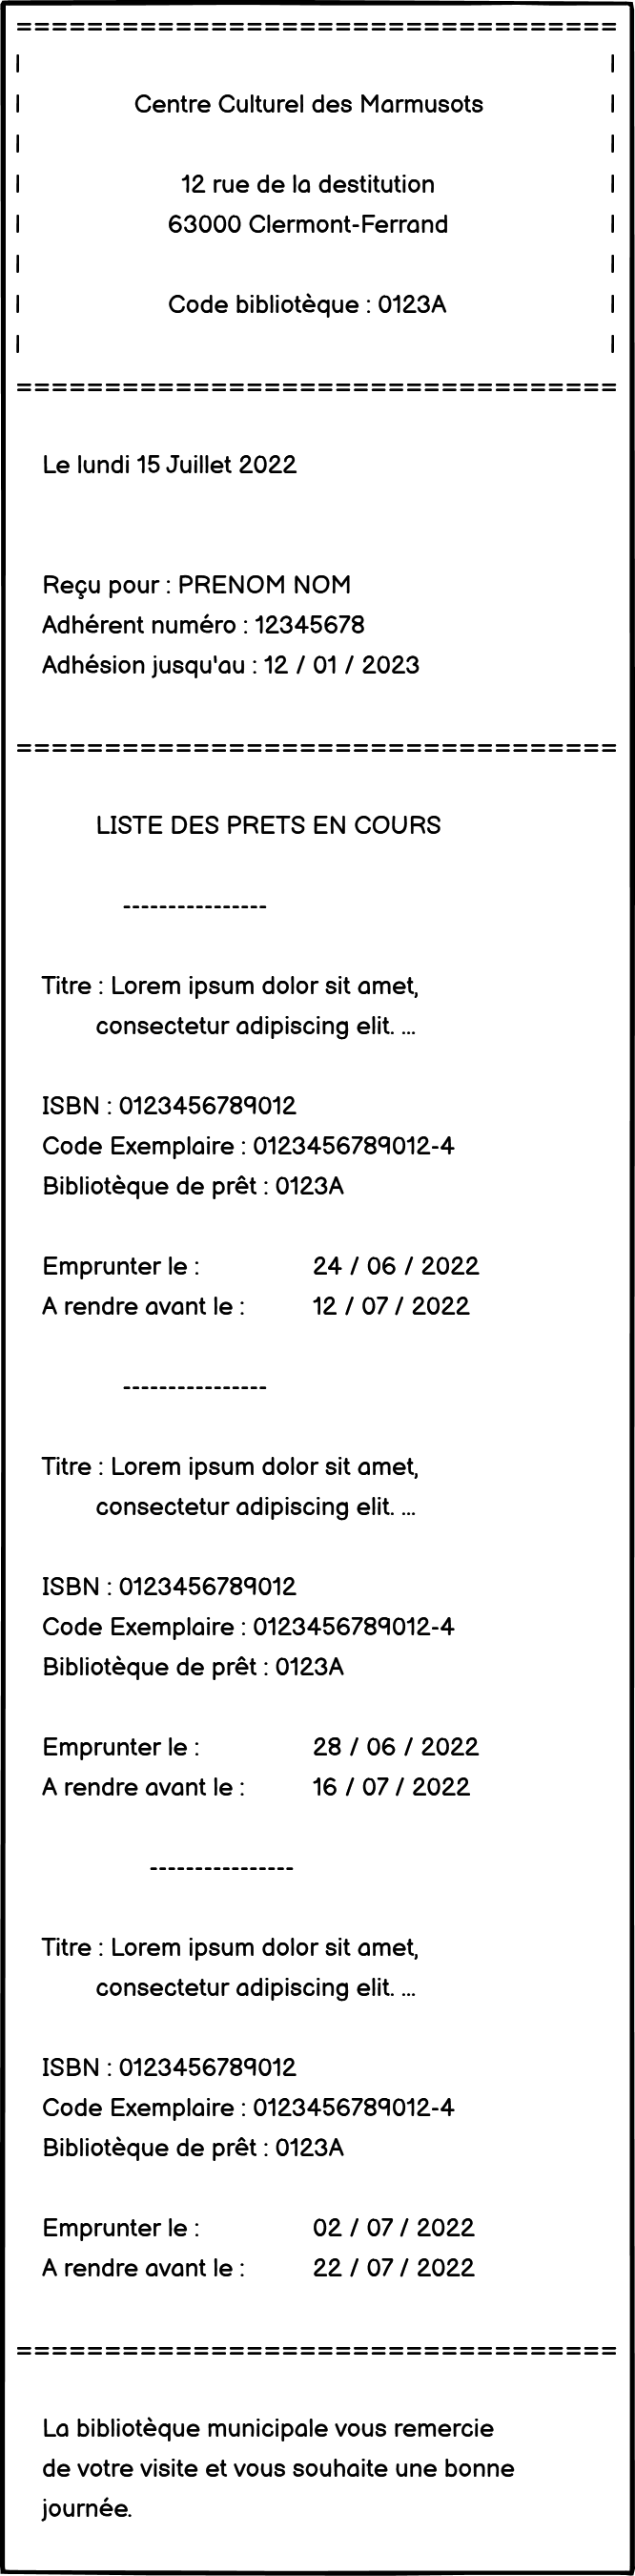 ==================================
Centre Culturel des Marmusots
12 rue de la destitution
63000 Clermont-Ferrand
Code bibliotèque : 0123A
==================================
Le lundi 15 Juillet 2022
Reçu pour : PRENOM NOM
Adhérent numéro : 12345678
Adhésion jusqu'au : 12 / 01 / 2023
==================================
LISTE DES PRETS EN COURS
----------------
Titre : Lorem ipsum dolor sit amet,
consectetur adipiscing elit. ...
ISBN : 0123456789012
Code Exemplaire : 0123456789012-4
Bibliotèque de prêt : 0123A
Emprunter le : 24 / 06 / 2022
A rendre avant le : 12 / 07 / 2022
----------------
Titre : Lorem ipsum dolor sit amet,
consectetur adipiscing elit. ...
ISBN : 0123456789012
Code Exemplaire : 0123456789012-4
Bibliotèque de prêt : 0123A
Emprunter le : 28 / 06 / 2022
A rendre avant le : 16 / 07 / 2022
----------------
Titre : Lorem ipsum dolor sit amet,
consectetur adipiscing elit. ...
ISBN : 0123456789012
Code Exemplaire : 0123456789012-4
Bibliotèque de prêt : 0123A
Emprunter le : 02 / 07 / 2022
A rendre avant le : 22 / 07 / 2022
==================================
La bibliotèque municipale vous remercie
de votre visite et vous souhaite une bonne
journée.